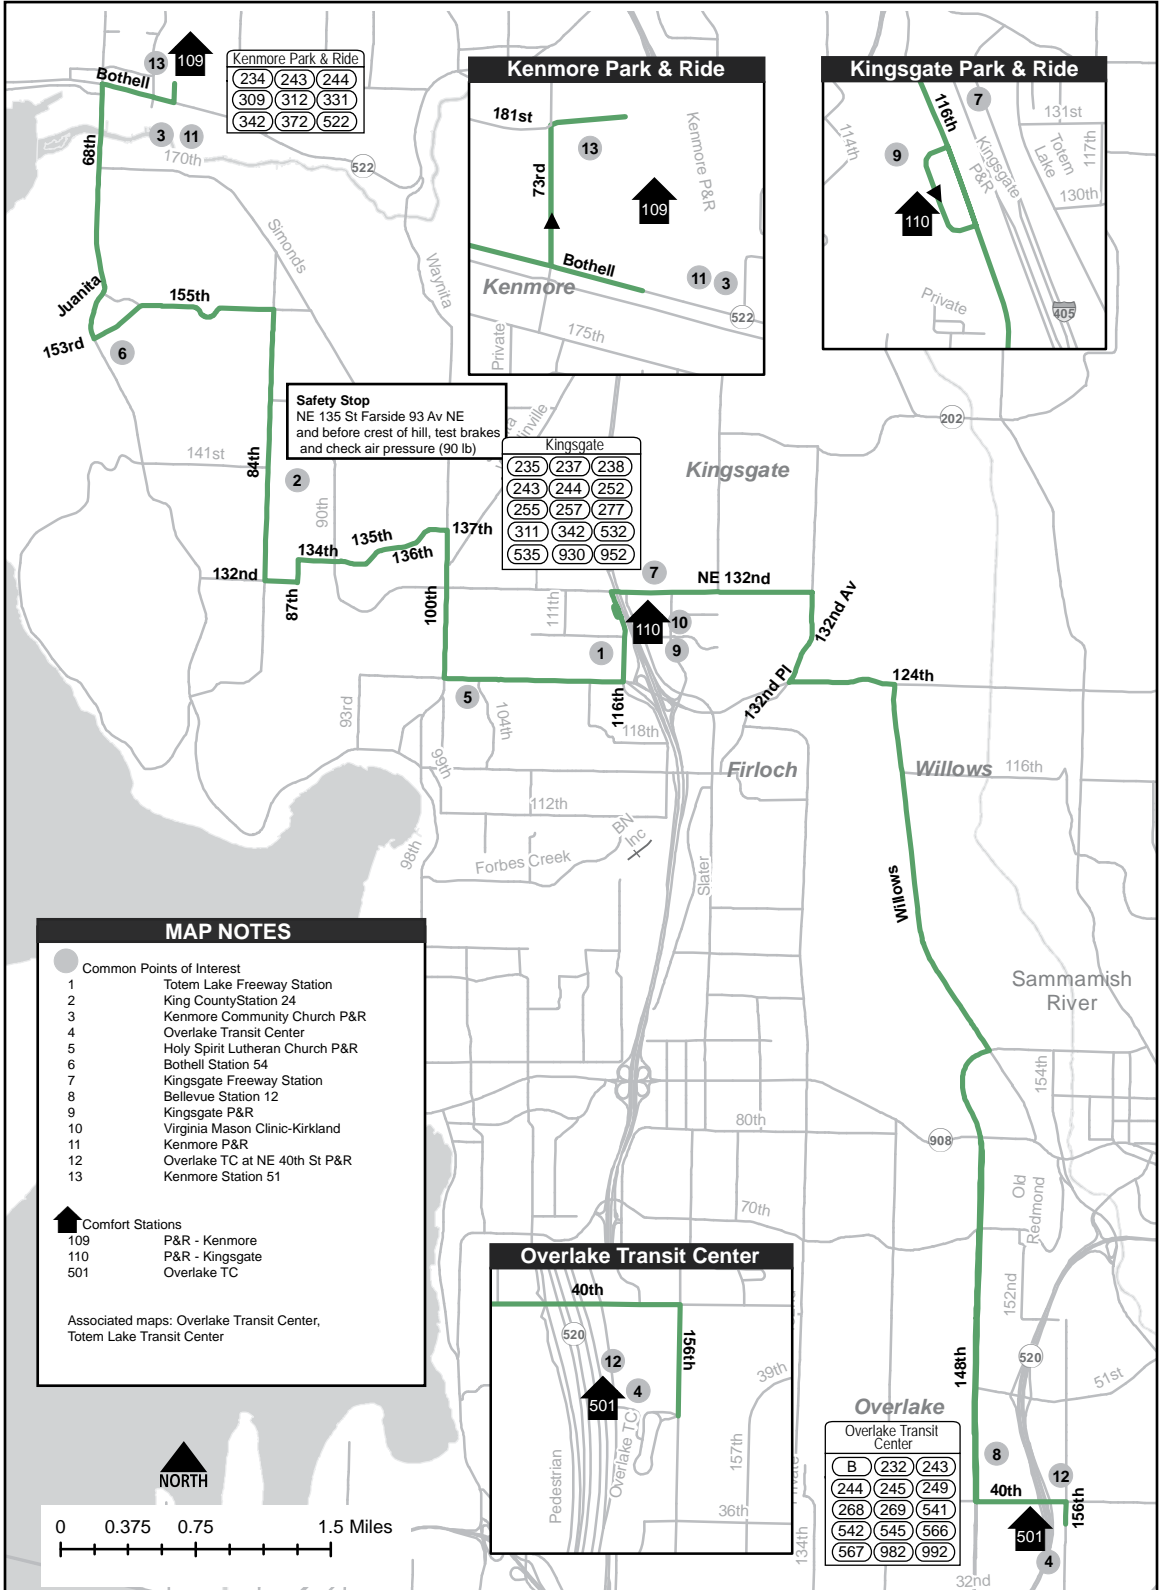 13
109
Bothell
Kenmore Park & Ride
234 243 244
309 312 331
342 372 522
3 11
170th
68th
522
Simonds
Waynita
Juanita
155th
153rd
6
Kenmore Park & Ride
181st
13
73rd
Kenmore P&R
109
Bothell
11 3
Kenmore
522
175th
Private
Kingsgate Park & Ride
7
116th
131st
114th
9
Kingsgate P&R
Totem Lake
117th
130th
110
Private
405
Safety Stop
NE 135 St Farside 93 Av NE
and before crest of hill, test brakes
and check air pressure (90 lb)
202
141st
84th
2
90th
Kingsgate
235 237 238
243 244 252
255 257 277
311 342 532
535 930 952
Kingsgate
137th
135th
134th
136th
132nd
87th
100th
7
NE 132nd
111th
110
10
132nd Av
1
9
132nd Pl
124th
5
93rd
104th
116th
118th
99th
Firloch
Willows
116th
112th
BN Inc
98th
Forbes Creek
Slater
Willows
MAP NOTES
Common Points of Interest
1 Totem Lake Freeway Station
2 King CountyStation 24
3 Kenmore Community Church P&R
4 Overlake Transit Center
5 Holy Spirit Lutheran Church P&R
6 Bothell Station 54
7 Kingsgate Freeway Station
8 Bellevue Station 12
9 Kingsgate P&R
10 Virginia Mason Clinic-Kirkland
11 Kenmore P&R
12 Overlake TC at NE 40th St P&R
13 Kenmore Station 51
Comfort Stations
109 P&R - Kenmore
110 P&R - Kingsgate
501 Overlake TC
Associated maps: Overlake Transit Center,
Totem Lake Transit Center
Sammamish
River
154th
80th
908
70th
Old
Redmond
152nd
520
148th
51st
Overlake Transit Center
40th
520
156th
12
4
39th
501
Overlake TC
157th
Pedestrian
36th
134th
Overlake
Overlake Transit
Center
B 232 243
244 245 249
268 269 541
542 545 566
567 982 992
8
12
40th
156th
501
4
32nd
NORTH
0 0.375 0.75 1.5 Miles